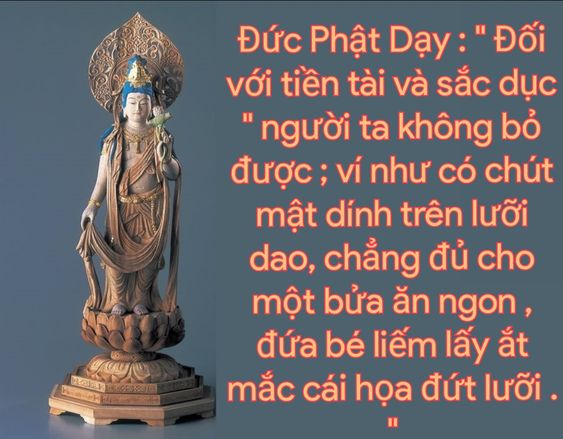 Đức Phật Dạy : " Đối
với tiền tài và sắc dục
" người ta không bỏ
được ; ví như có chút
mật dính trên lưỡi
dao, chẳng đủ cho
một bửa ăn ngon ,
đứa bé liếm lấy ắt
mắc cái họa đứt lưỡi .
"